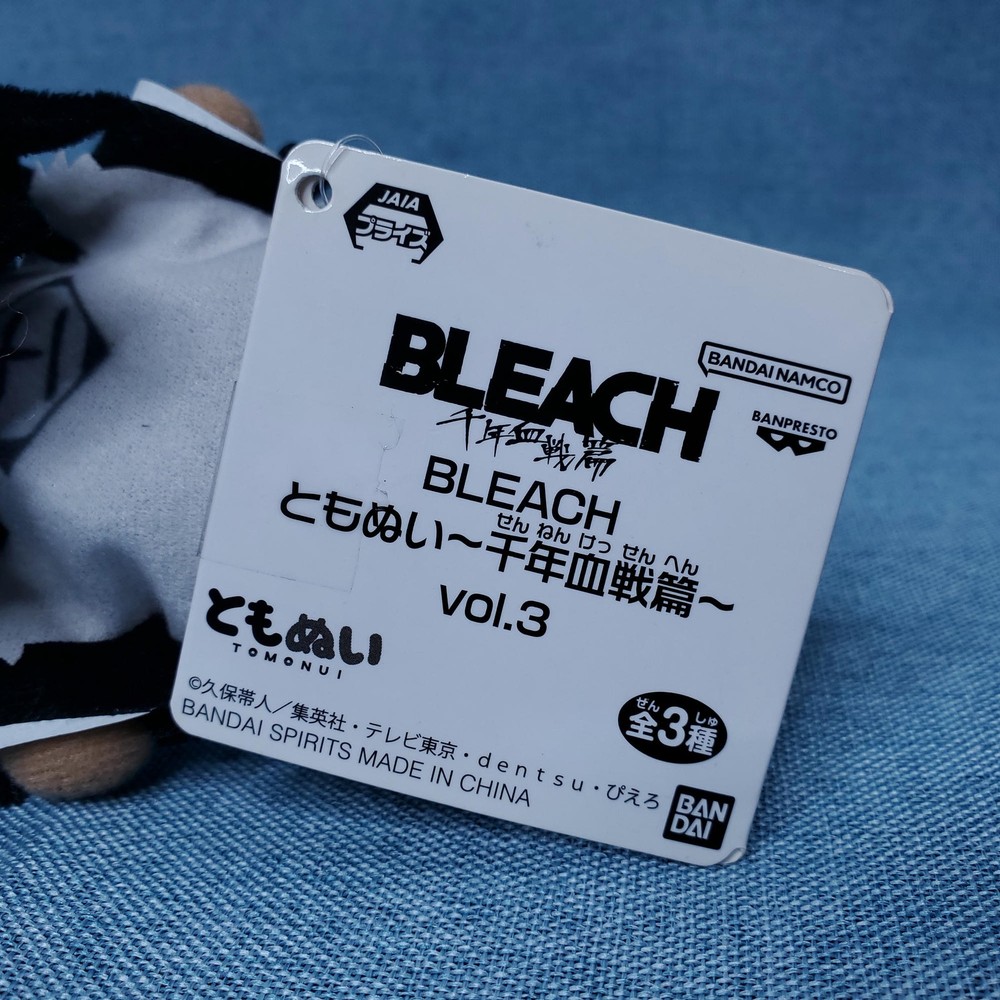 JAIA
プライズ
BLEACH
千年血戦篇
BANDAI NAMCO
BANPRESTO
BLEACH
せん ねん けっ せん へん
ともぬい～千年血戦篇～
vol.3
ともぬい
TOMONUI
ぜん しゅ
全3種
©久保帯人／集英社・テレビ東京・dentsu・ぴえろ
BANDAI SPIRITS MADE IN CHINA
BAN
DAI